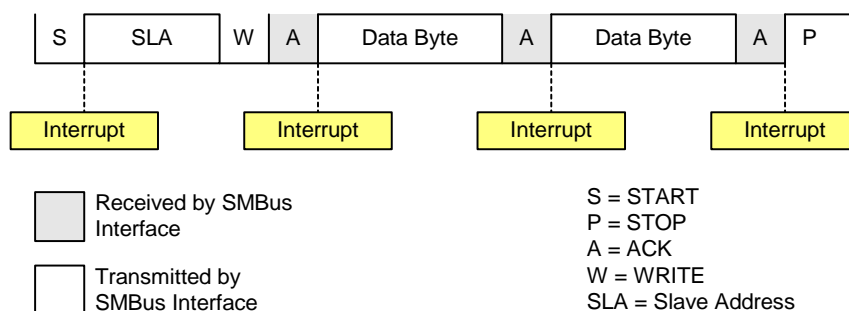 S SLA W A Data Byte A Data Byte A P
Interrupt Interrupt Interrupt Interrupt
Received by SMBus
Interface
Transmitted by
SMBus Interface
S = START
P = STOP
A = ACK
W = WRITE
SLA = Slave Address